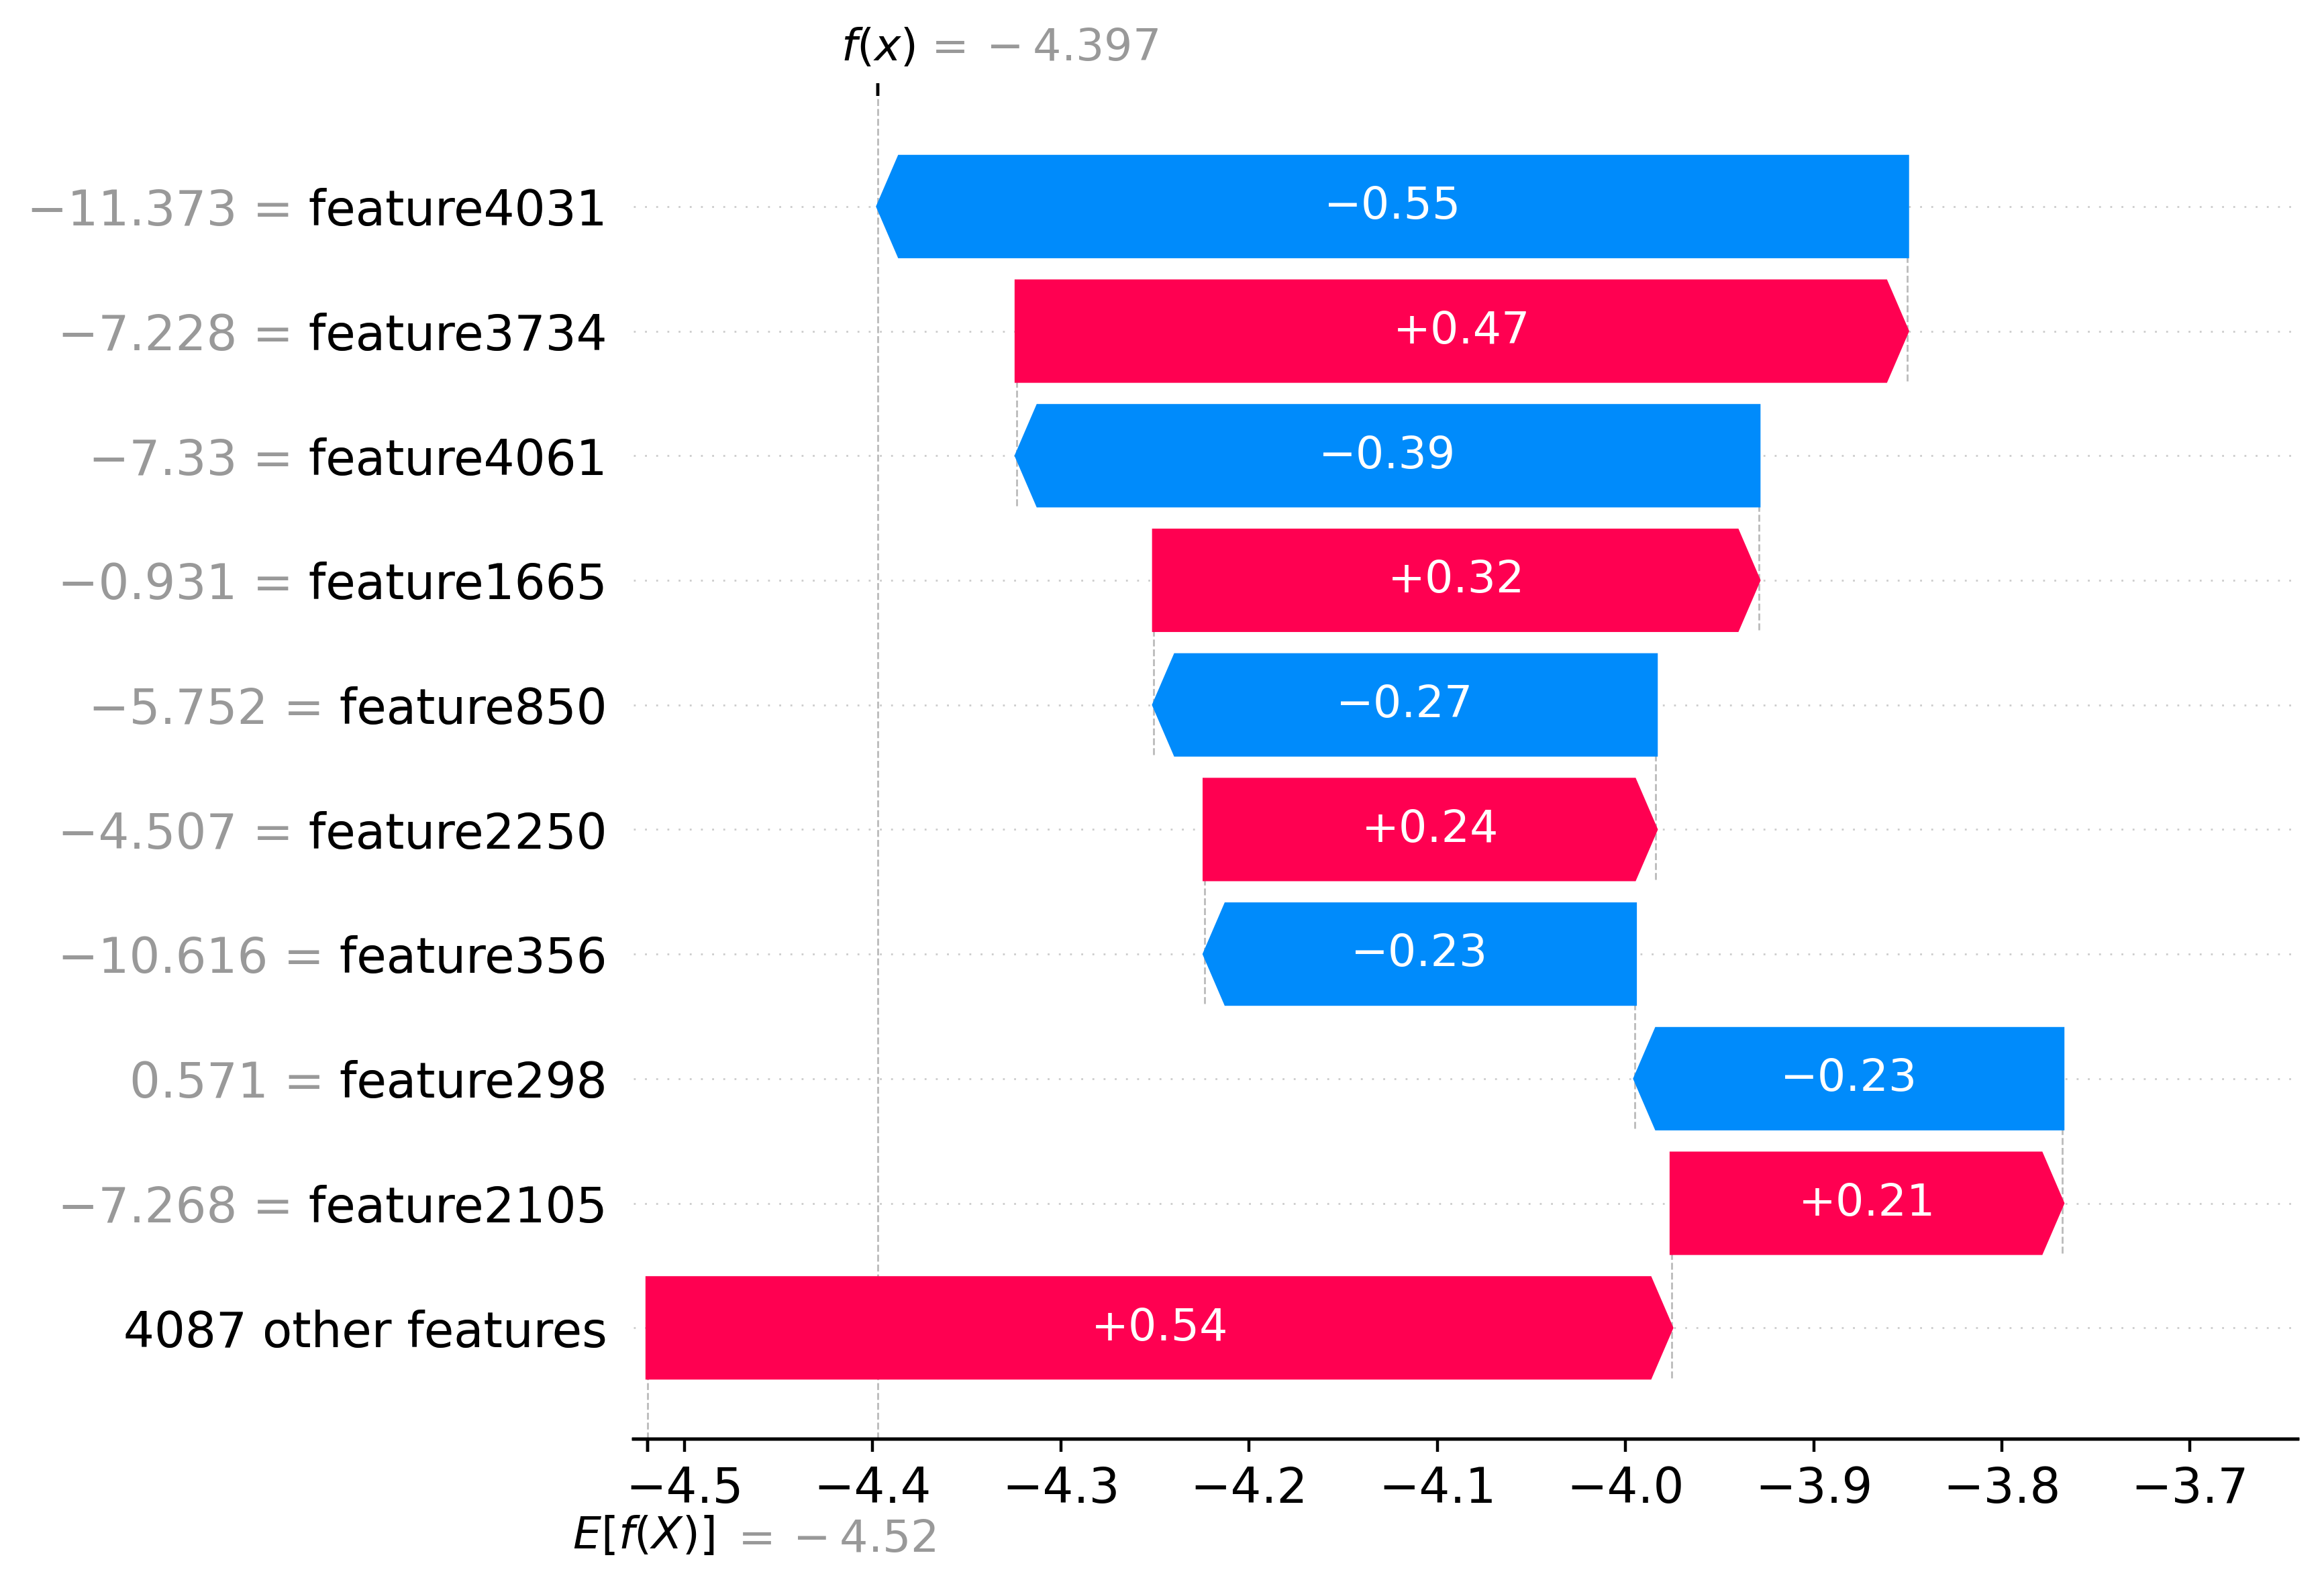 f(x) = −4.397
−11.373 = feature4031 −0.55
−7.228 = feature3734 +0.47
−7.33 = feature4061 −0.39
−0.931 = feature1665 +0.32
−5.752 = feature850 −0.27
−4.507 = feature2250 +0.24
−10.616 = feature356 −0.23
0.571 = feature298 −0.23
−7.268 = feature2105 +0.21
4087 other features +0.54
−4.5 −4.4 −4.3 −4.2 −4.1 −4.0 −3.9 −3.8 −3.7
E[f(X)] = −4.52